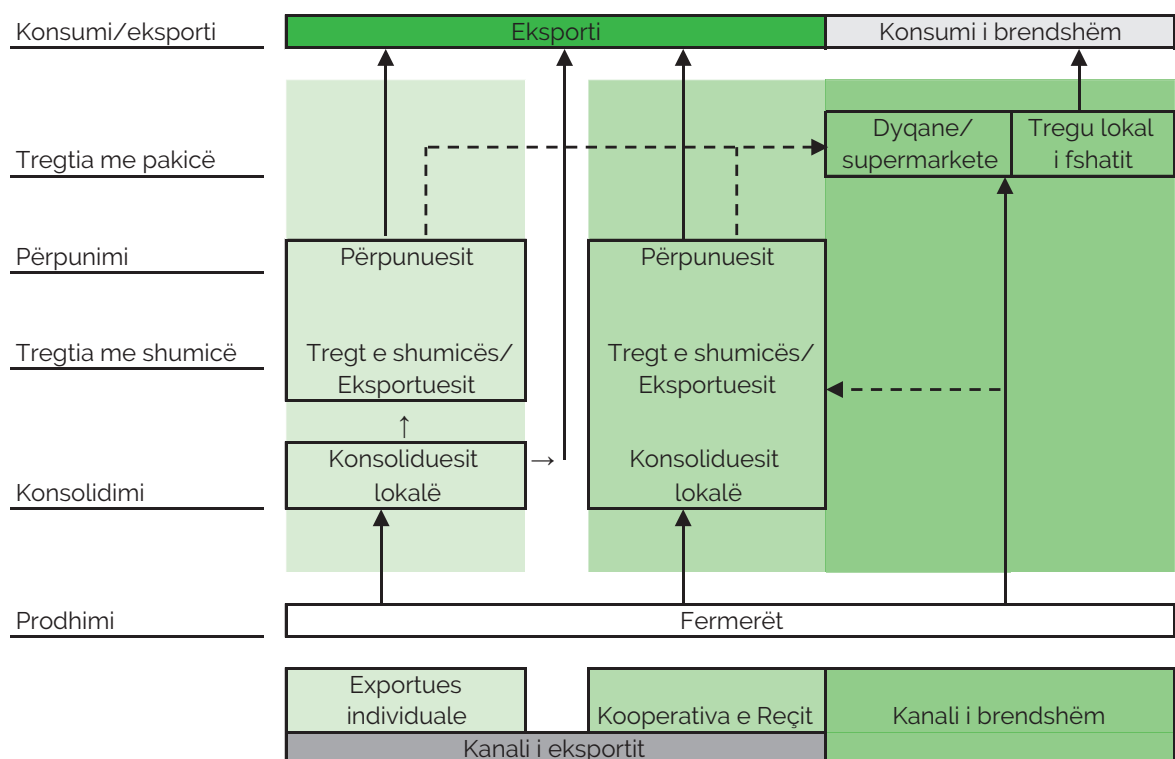 Konsumi/eksporti
Eksporti
Konsumi i brendshëm
Tregtia me pakicë
Dyqane/
supermarkete
Tregu lokal
i fshatit
Përpunimi
Përpunuesit
Përpunuesit
Tregtia me shumicë
Tregt e shumicës/
Eksportuesit
Tregt e shumicës/
Eksportuesit
Konsolidimi
Konsoliduesit
lokalë
Konsoliduesit
lokalë
Prodhimi
Fermerët
Exportues
individuale
Kooperativa e Reçit
Kanali i brendshëm
Kanali i eksportit